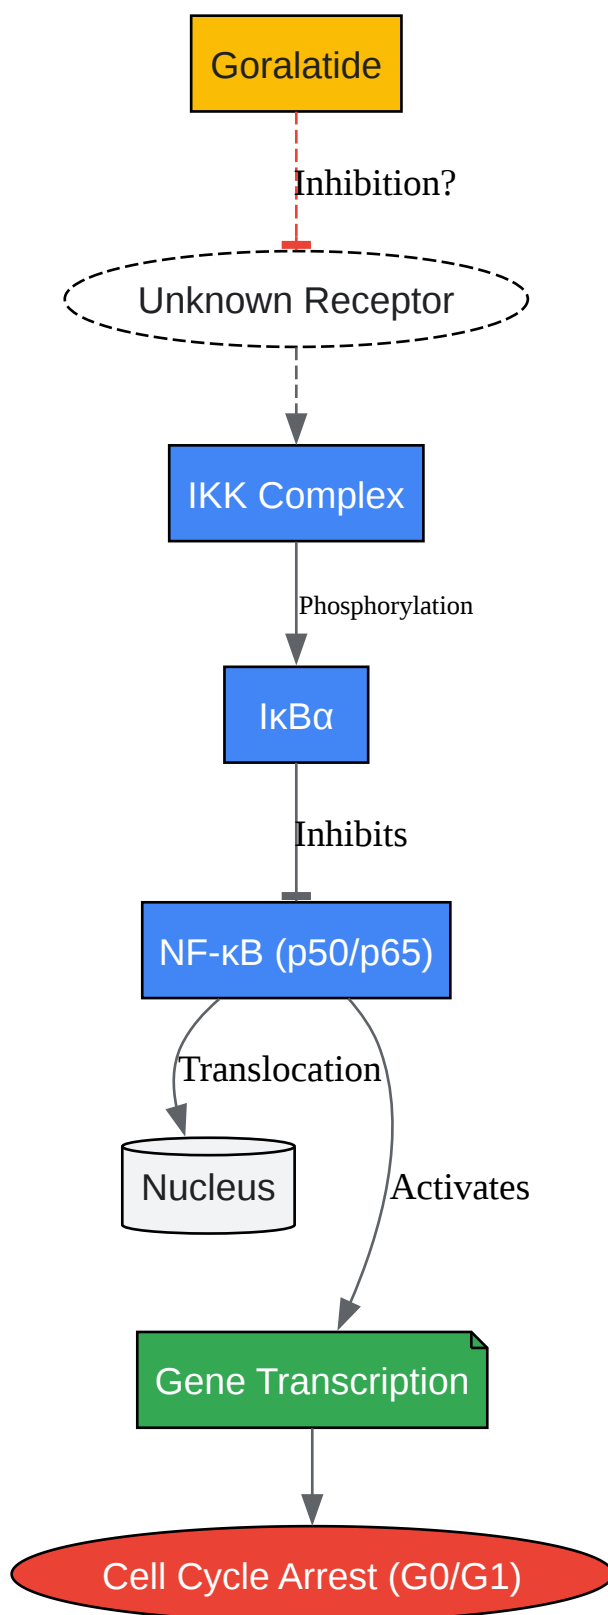 Goralatide
Inhibition?
Unknown Receptor
IKK Complex
Phosphorylation
IκBα
Inhibits
NF-κB (p50/p65)
Translocation
Nucleus
Activates
Gene Transcription
Cell Cycle Arrest (G0/G1)